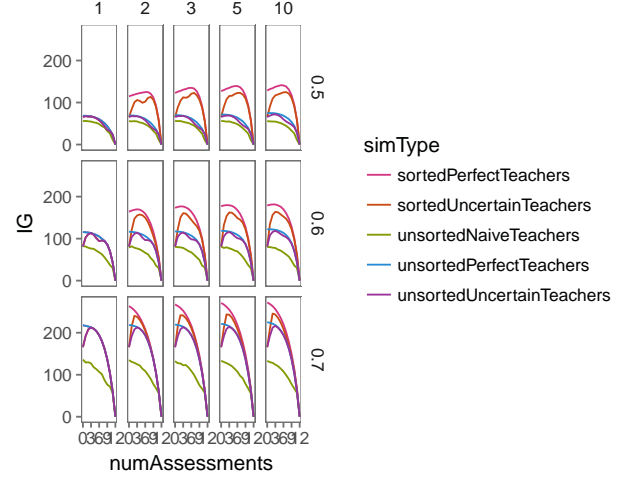 1 2 3 5 10
200
100
0
0.5
200
100
0
0.6
200
100
0
0.7
IG
036912036912036912036912036912
numAssessments
simType
sortedPerfectTeachers
sortedUncertainTeachers
unsortedNaiveTeachers
unsortedPerfectTeachers
unsortedUncertainTeachers